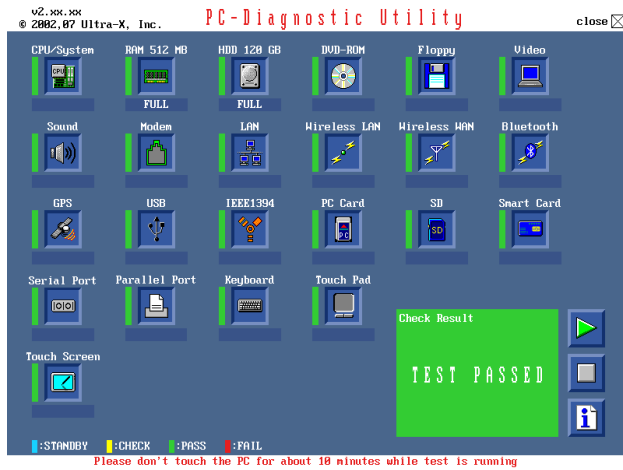 v2.xx.xx
© 2002,07 Ultra-X, Inc.
PC-Diagnostic Utility
close
CPU/System RAM 512 MB HDD 120 GB DVD-ROM Floppy Video
CPU
FULL FULL
Sound Modem LAN Wireless LAN Wireless WAN Bluetooth
GPS USB IEEE1394 PC Card SD Smart Card
PC SD
Serial Port Parallel Port Keyboard Touch Pad
Check Result
TEST PASSED
Touch Screen
:STANDBY :CHECK :PASS :FAIL
Please don't touch the PC for about 10 minutes while test is running